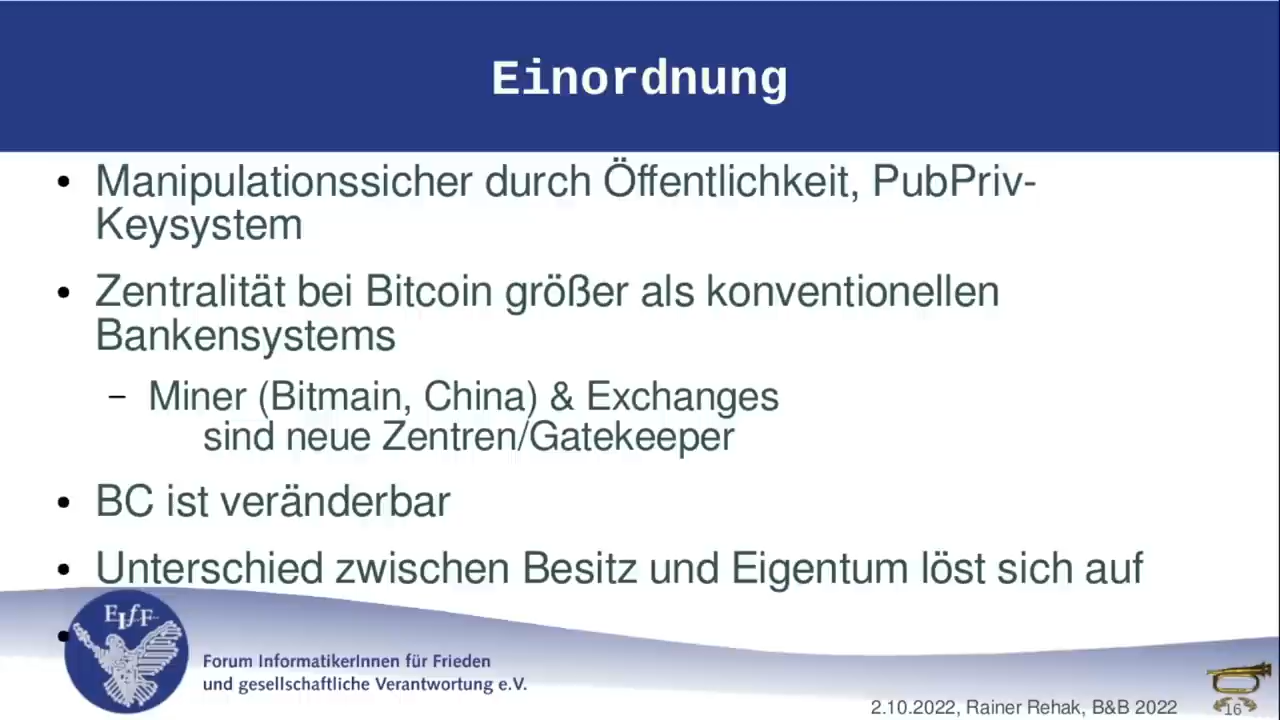 Einordnung
• Manipulationssicher durch Öffentlichkeit, PubPriv-
Keysystem
• Zentralität bei Bitcoin größer als konventionellen
Bankensystems
– Miner (Bitmain, China) & Exchanges
sind neue Zentren/Gatekeeper
• BC ist veränderbar
• Unterschied zwischen Besitz und Eigentum löst sich auf
•
FIfF
Forum InformatikerInnen für Frieden
und gesellschaftliche Verantwortung e.V.
2.10.2022, Rainer Rehak, B&B 2022
16